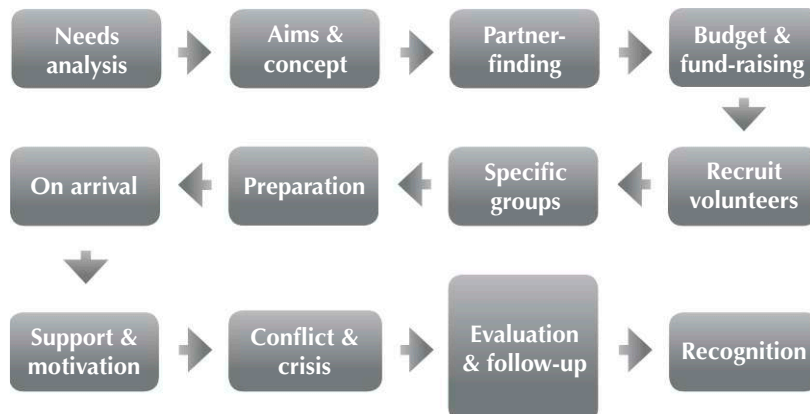 Needs
analysis
Aims &
concept
Partner-
finding
Budget &
fund-raising
Recruit
volunteers
Specific
groups
Preparation
On arrival
Support &
motivation
Conflict &
crisis
Evaluation
& follow-up
Recognition